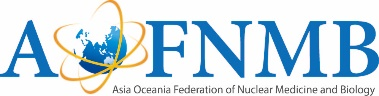 AOFNMB
Asia Oceania Federation of Nuclear Medicine and Biology